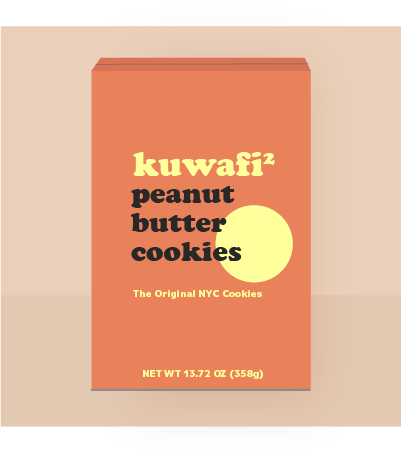 kuwafi²
peanut
butter
cookies
The Original NYC Cookies
NET WT 13.72 OZ (358g)